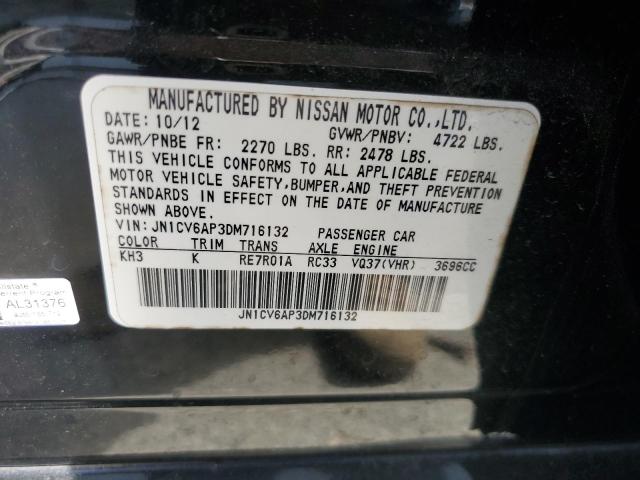 MANUFACTURED BY NISSAN MOTOR CO.,LTD.
DATE: 10/12 GVWR/PNBV: 4722 LBS.
GAWR/PNBE FR: 2270 LBS. RR: 2478 LBS.
THIS VEHICLE CONFORMS TO ALL APPLICABLE FEDERAL
MOTOR VEHICLE SAFETY,BUMPER,AND THEFT PREVENTION
STANDARDS IN EFFECT ON THE DATE OF MANUFACTURE
SHOWN ABOVE.
VIN: JN1CV6AP3DM716132 PASSENGER CAR
COLOR TRIM TRANS AXLE ENGINE
KH3 K RE7R01A RC33 VQ37(VHR) 3696CC
JN1CV6AP3DM716132
AL31376